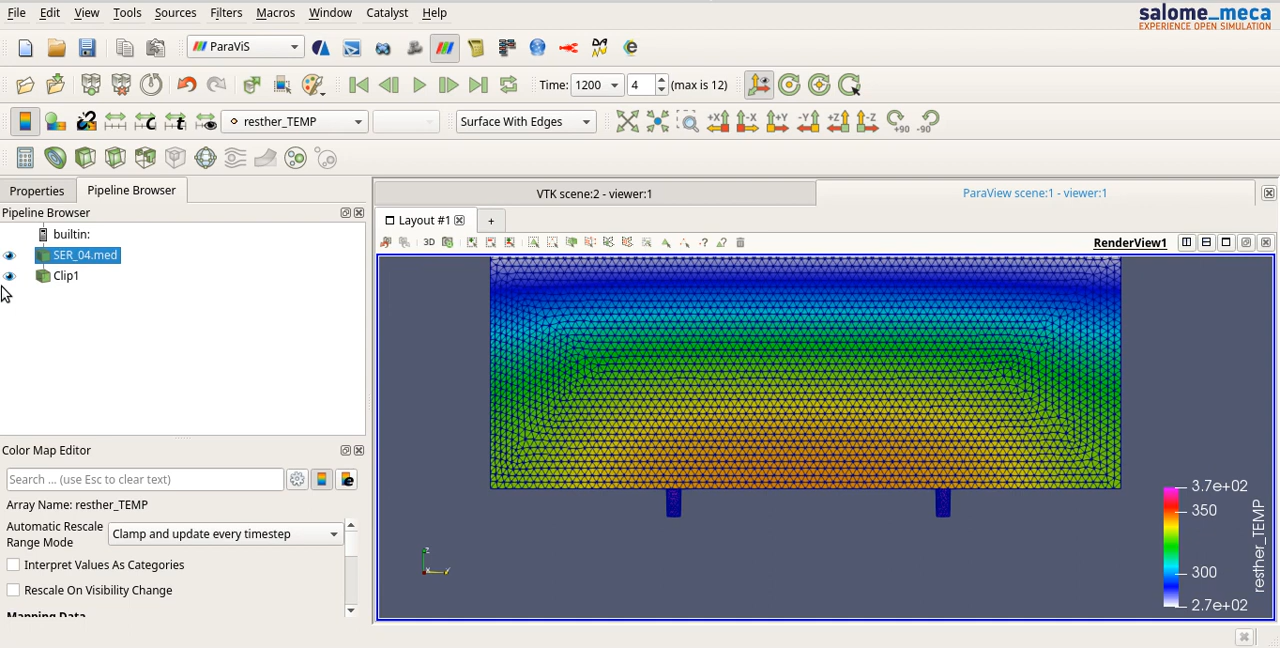 File Edit View Tools Sources Filters Macros Window Catalyst Help
salome_meca
EXPERIENCE OPEN SIMULATION
ParaViS
Time: 1200 4 (max is 12)
+X -X +Y -Y +Z -Z +90 -90
resther_TEMP Surface With Edges
Properties Pipeline Browser
VTK scene:2 - viewer:1 ParaView scene:1 - viewer:1
Pipeline Browser
Layout #1 +
builtin:
3D RenderView1
SER_04.med
Clip1
Color Map Editor
Search ... (use Esc to clear text)
Array Name: resther_TEMP
Automatic Rescale
Range Mode
Clamp and update every timestep
Interpret Values As Categories
Rescale On Visibility Change
Mapping Data
3.7e+02
350
300
2.7e+02
resther_TEMP
Z
Y